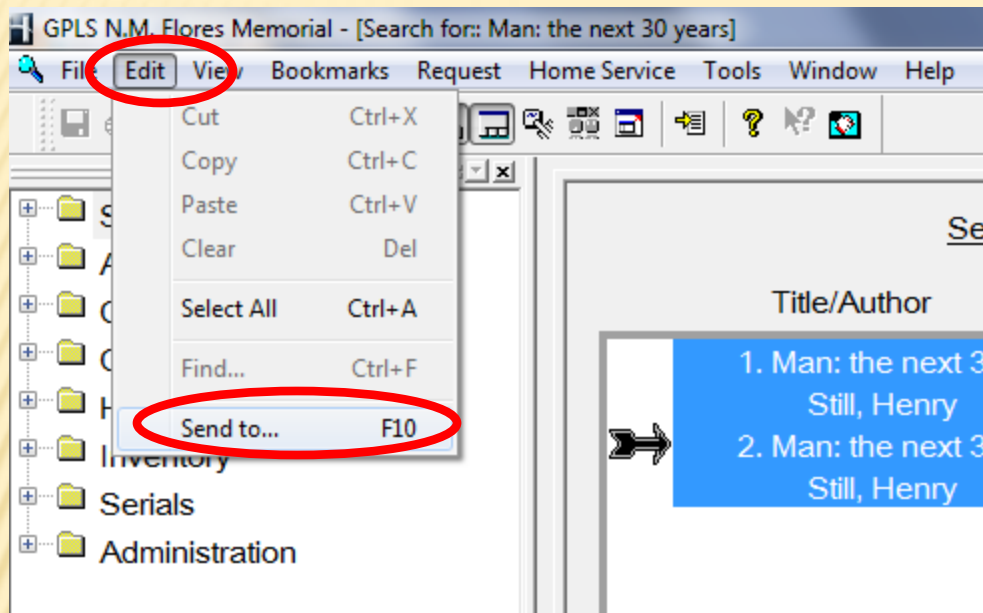 GPLS N.M. Flores Memorial - [Search for:: Man: the next 30 years]
File Edit View Bookmarks Request Home Service Tools Window Help
Cut Ctrl+X
Copy Ctrl+C
Paste Ctrl+V
Clear Del
Select All Ctrl+A
Find... Ctrl+F
Send to... F10
S
A
C
C
H
Inventory
Serials
Administration
Se
Title/Author
1. Man: the next 3
Still, Henry
2. Man: the next 3
Still, Henry